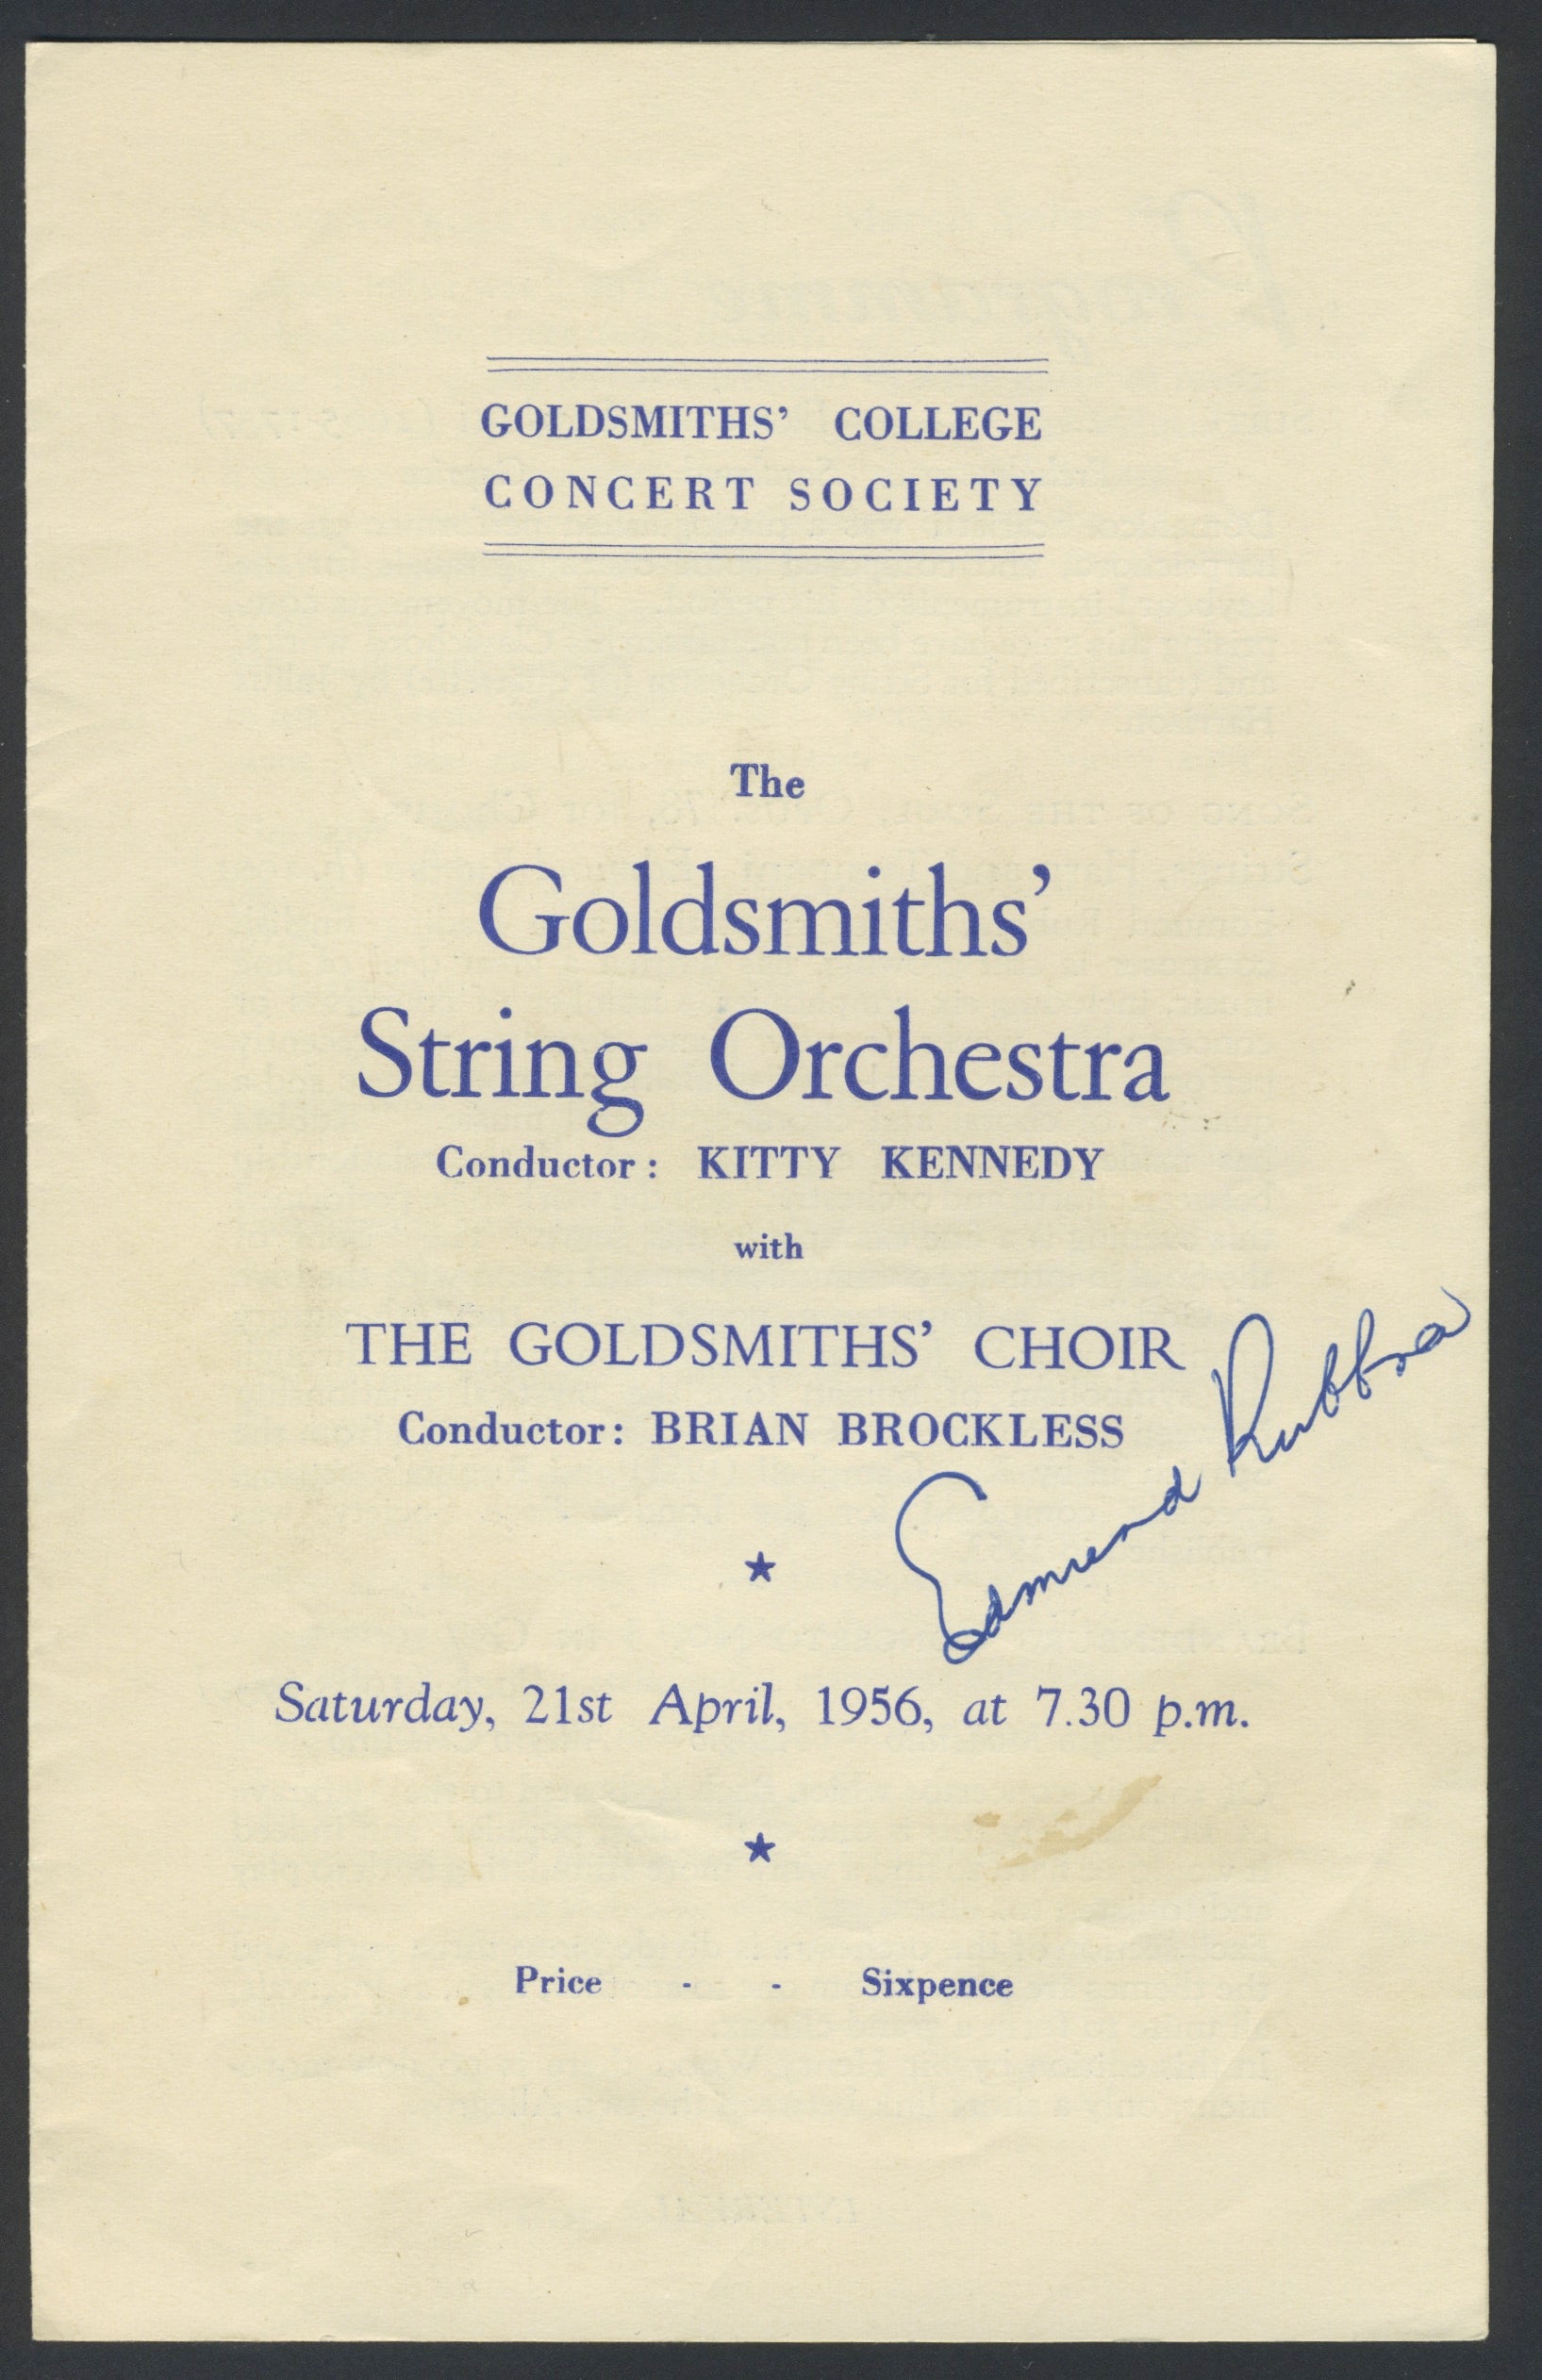 GOLDSMITHS' COLLEGE
CONCERT SOCIETY
The
Goldsmiths'
String Orchestra
Conductor: KITTY KENNEDY
with
THE GOLDSMITHS' CHOIR
Conductor: BRIAN BROCKLESS
Edmund Rubbra
★
Saturday, 21st April, 1956, at 7.30 p.m.
★
Price - - Sixpence